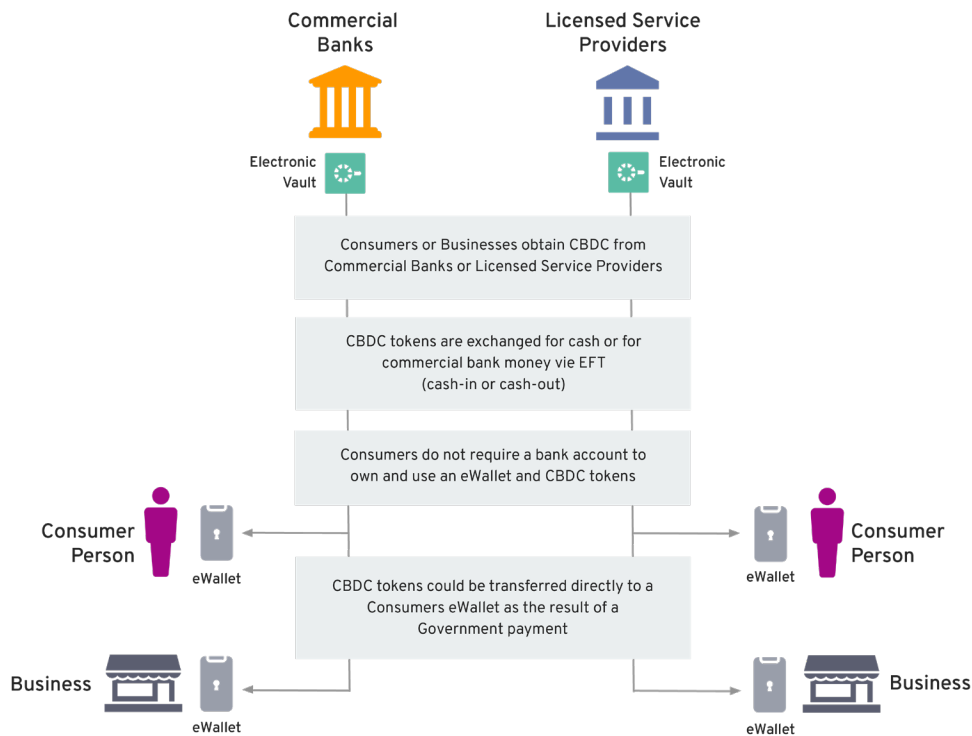 Commercial
Banks
Licensed Service
Providers
Electronic
Vault
Electronic
Vault
Consumers or Businesses obtain CBDC from
Commercial Banks or Licensed Service Providers
CBDC tokens are exchanged for cash or for
commercial bank money vie EFT
(cash-in or cash-out)
Consumers do not require a bank account to
own and use an eWallet and CBDC tokens
Consumer
Person
eWallet
eWallet
Consumer
Person
CBDC tokens could be transferred directly to a
Consumers eWallet as the result of a
Government payment
Business
eWallet
eWallet
Business